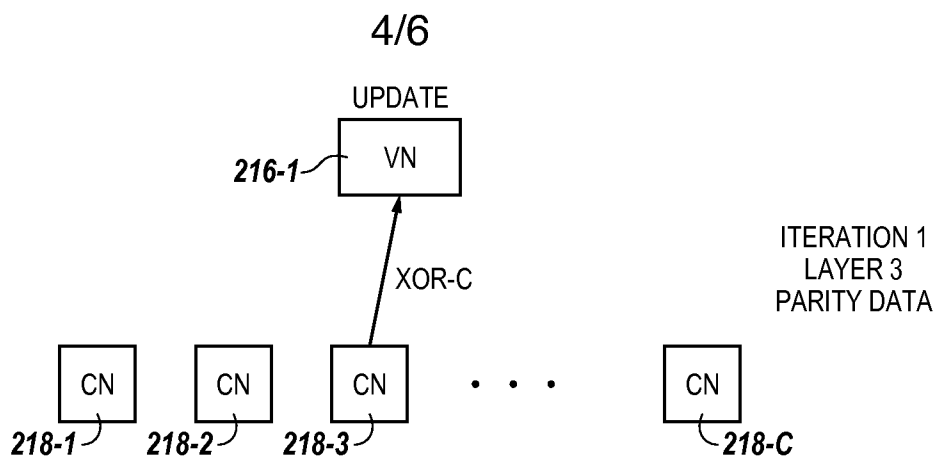 4/6
UPDATE
VN
216-1
XOR-C
ITERATION 1
LAYER 3
PARITY DATA
CN CN CN . . . CN
218-1 218-2 218-3 218-C